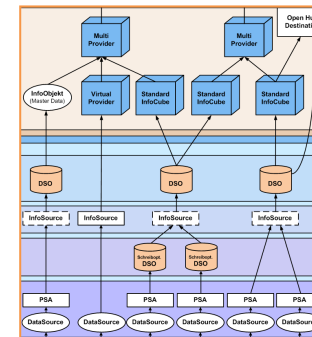 Multi
Provider
Multi
Provider
Open Hu
Destinati
InfoObjekt
(Master Data)
Virtual
Provider
Standard
InfoCube
Standard
InfoCube
Standard
InfoCube
DSO
DSO
DSO
InfoSource
InfoSource
InfoSource
InfoSource
Schreibopt.
DSO
Schreibopt.
DSO
PSA
PSA
PSA
PSA
PSA
DataSource
DataSource
DataSource
DataSource
DataSource
DataSource